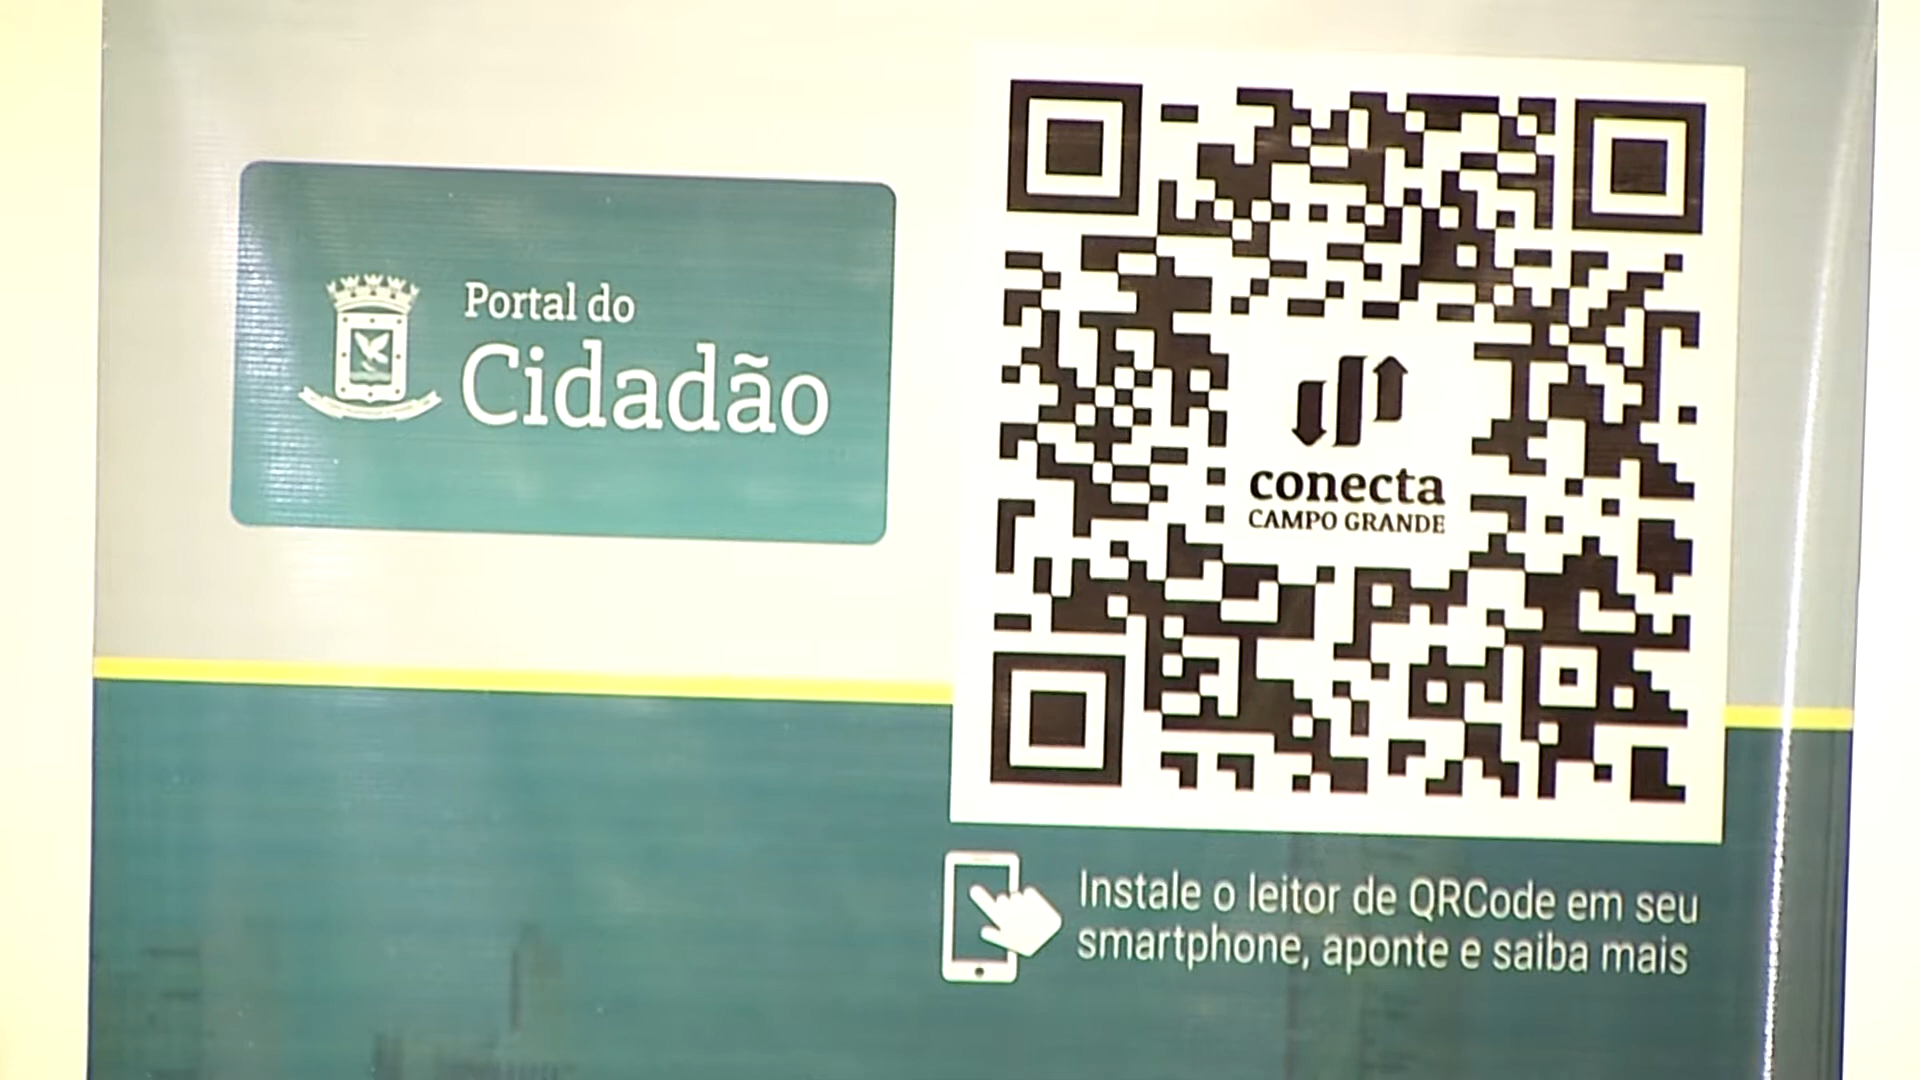 Portal do
Cidadão
conecta
CAMPO GRANDE
Instale o leitor de QRCode em seu
smartphone, aponte e saiba mais